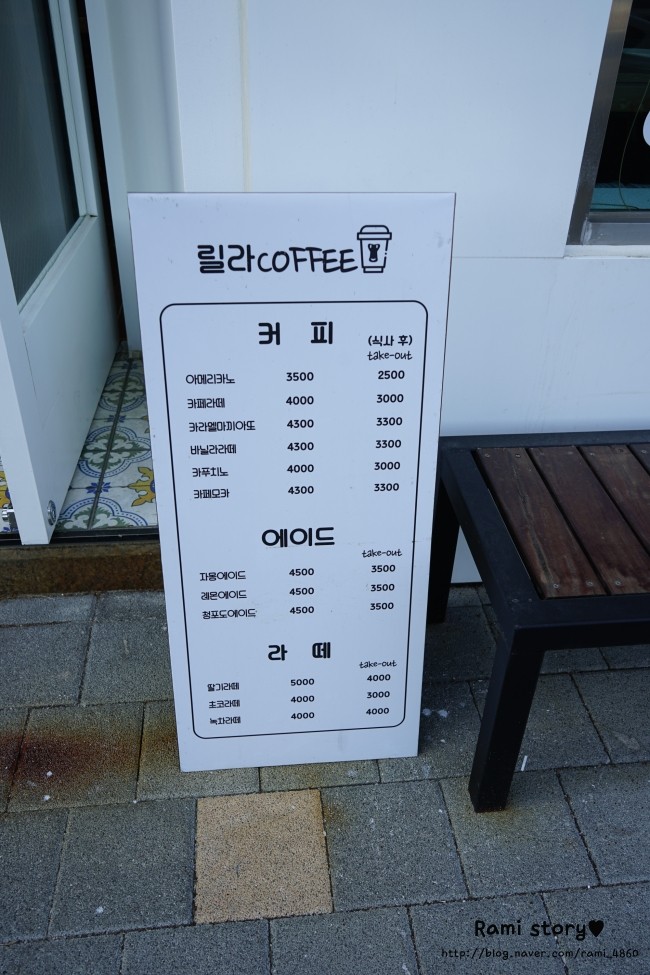 릴라COFFEE
커 피 (식사 후)
take-out
아메리카노 3500 2500
카페라떼 4000 3000
카라멜마끼아또 4300 3300
바닐라라떼 4300 3300
카푸치노 4000 3000
카페모카 4300 3300
에이드
take-out
자몽에이드 4500 3500
레몬에이드 4500 3500
청포도에이드 4500 3500
라 떼
take-out
딸기라떼 5000 4000
초코라떼 4000 3000
녹차라떼 4000 4000
Rami story♥
http://blog.naver.com/rami_4860